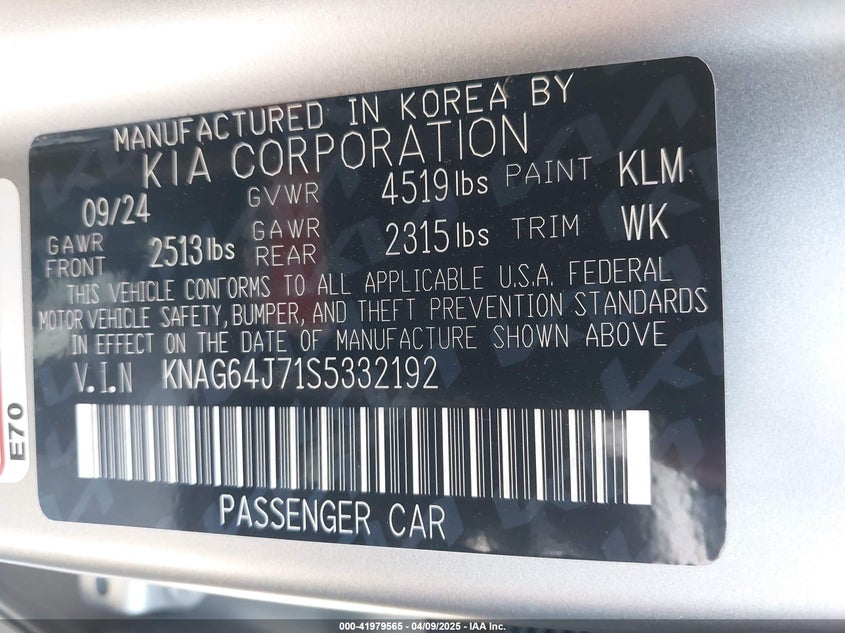 MANUFACTURED IN KOREA BY
KIA CORPORATION
09/24 GVWR 4519 lbs PAINT KLM
GAWR FRONT 2513 lbs GAWR REAR 2315 lbs TRIM WK
THIS VEHICLE CONFORMS TO ALL APPLICABLE U.S.A. FEDERAL
MOTOR VEHICLE SAFETY, BUMPER, AND THEFT PREVENTION STANDARDS
IN EFFECT ON THE DATE OF MANUFACTURE SHOWN ABOVE
V.I.N KNAG64J71S5332192
PASSENGER CAR
E70
000-41979565 - 04/09/2025 - IAA Inc.